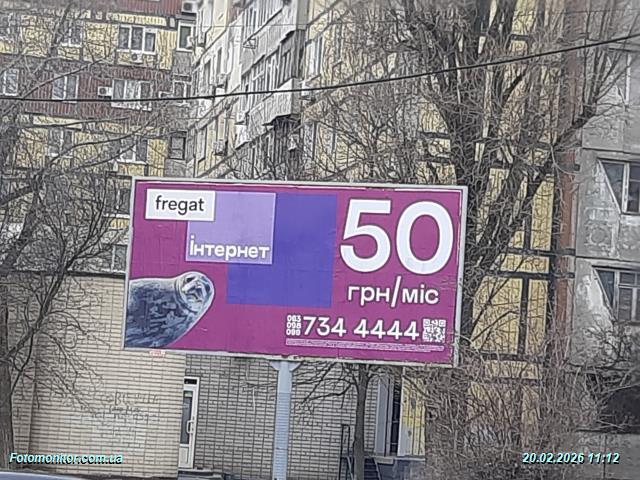 fregat
інтернет
50
грн/міс
063
098
099
734 4444
Fotomonitor.com.ua
20.02.2026 11:12